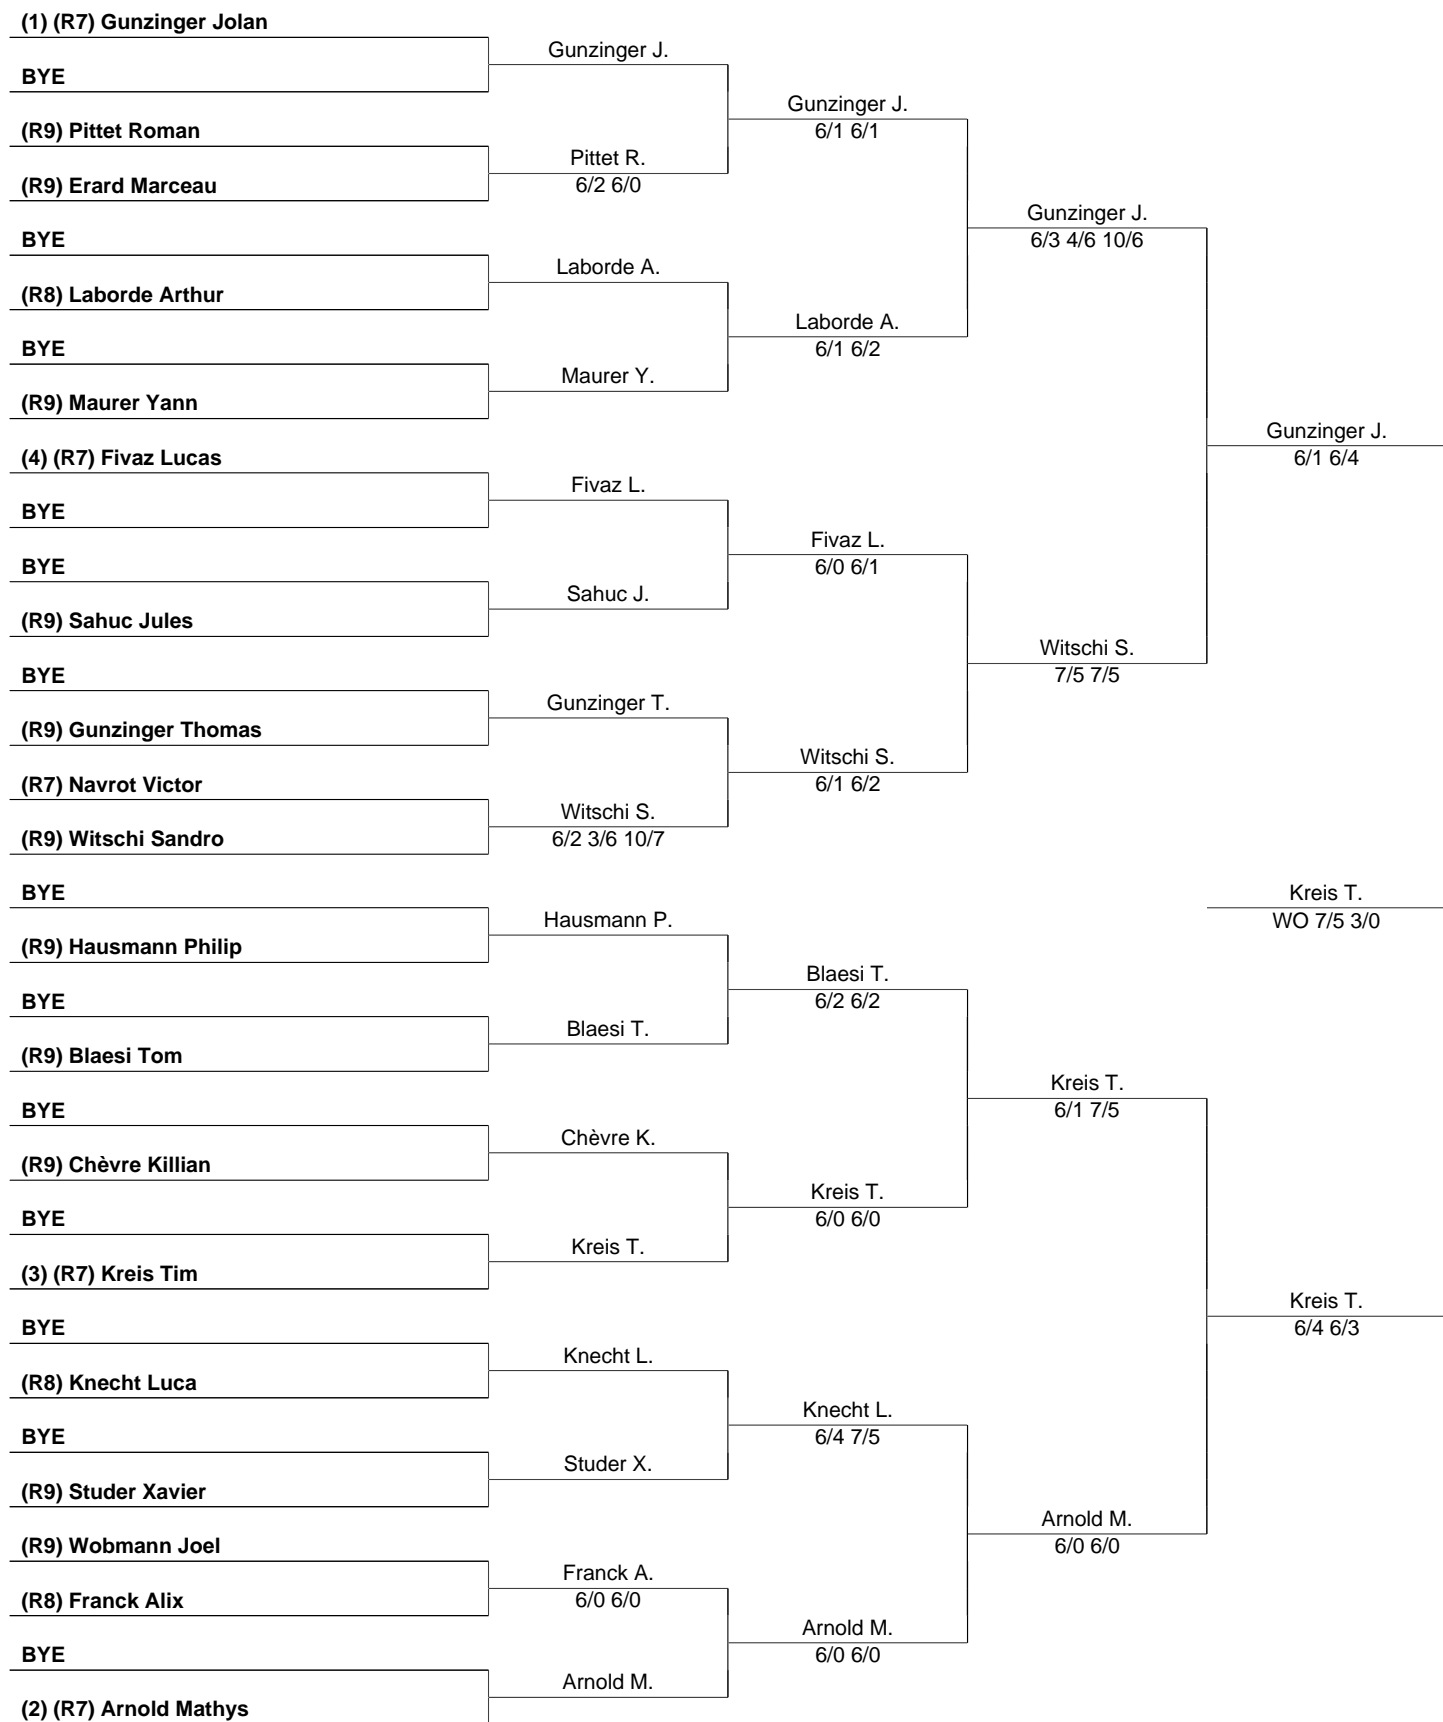 (1) (R7) Gunzinger Jolan
BYE
(R9) Pittet Roman
(R9) Erard Marceau
BYE
(R8) Laborde Arthur
BYE
(R9) Maurer Yann
(4) (R7) Fivaz Lucas
BYE
BYE
(R9) Sahuc Jules
BYE
(R9) Gunzinger Thomas
(R7) Navrot Victor
(R9) Witschi Sandro
BYE
(R9) Hausmann Philip
BYE
(R9) Blaesi Tom
BYE
(R9) Chèvre Killian
BYE
(3) (R7) Kreis Tim
BYE
(R8) Knecht Luca
BYE
(R9) Studer Xavier
(R9) Wobmann Joel
(R8) Franck Alix
BYE
(2) (R7) Arnold Mathys
Gunzinger J.
Pittet R.
6/2 6/0
Laborde A.
Maurer Y.
Fivaz L.
Sahuc J.
Gunzinger T.
Witschi S.
6/2 3/6 10/7
Hausmann P.
Blaesi T.
Chèvre K.
Kreis T.
Knecht L.
Studer X.
Franck A.
6/0 6/0
Arnold M.
Gunzinger J.
6/1 6/1
Laborde A.
6/1 6/2
Fivaz L.
6/0 6/1
Witschi S.
6/1 6/2
Blaesi T.
6/2 6/2
Kreis T.
6/0 6/0
Knecht L.
6/4 7/5
Arnold M.
6/0 6/0
Gunzinger J.
6/3 4/6 10/6
Witschi S.
7/5 7/5
Kreis T.
6/1 7/5
Arnold M.
6/0 6/0
Gunzinger J.
6/1 6/4
Kreis T.
WO 7/5 3/0
Kreis T.
6/4 6/3